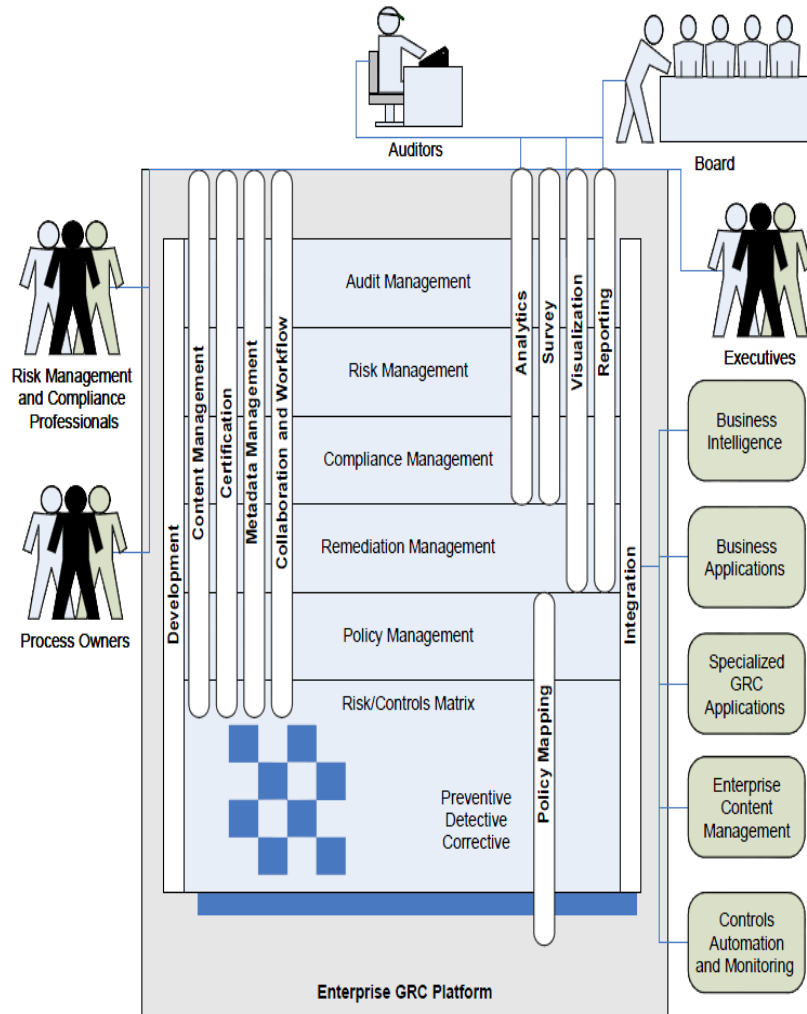 Auditors
Board
Risk Management
and Compliance
Professionals
Executives
Process Owners
Development
Content Management
Certification
Metadata Management
Collaboration and Workflow
Audit Management
Risk Management
Compliance Management
Remediation Management
Policy Management
Risk/Controls Matrix
Preventive
Detective
Corrective
Analytics
Survey
Visualization
Reporting
Policy Mapping
Integration
Business
Intelligence
Business
Applications
Specialized
GRC
Applications
Enterprise
Content
Management
Controls
Automation
and Monitoring
Enterprise GRC Platform